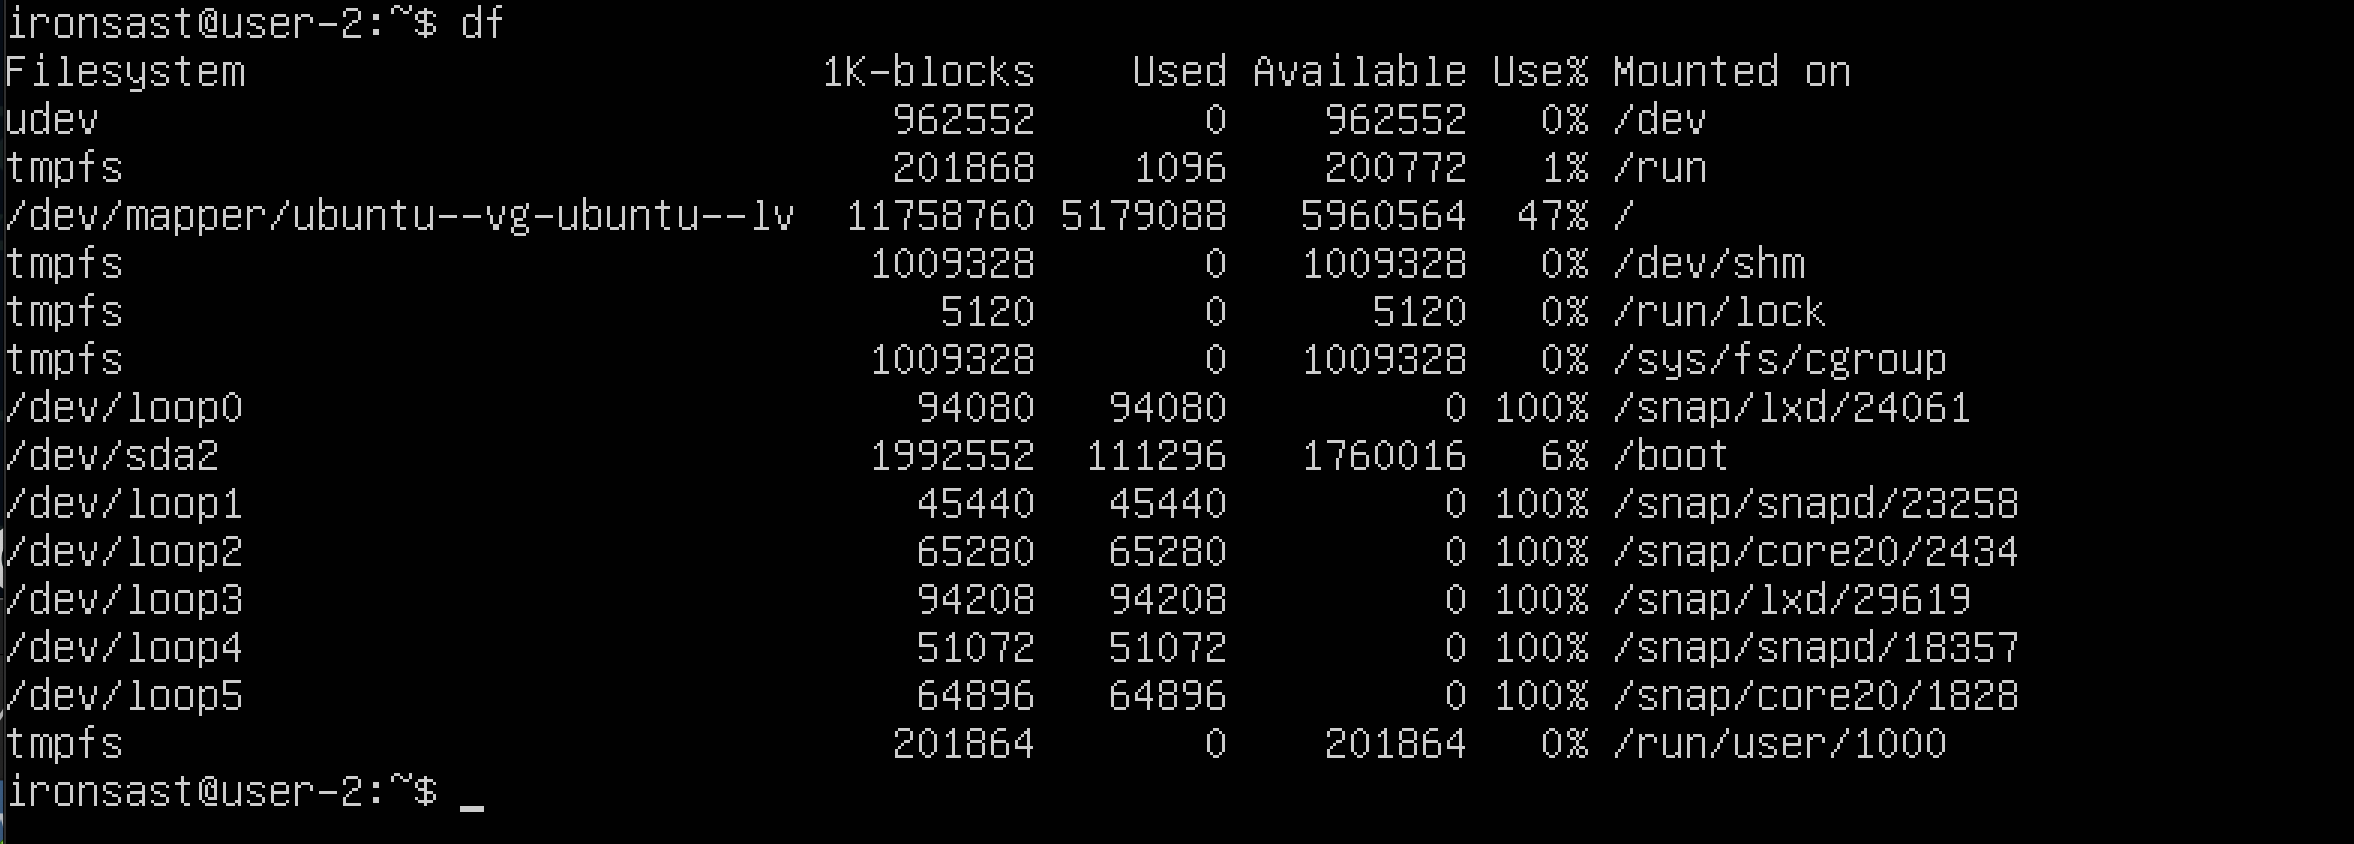 ironsast@user-2:~$ df
Filesystem                        1K-blocks    Used Available Use% Mounted on
udev                                 962552       0    962552   0% /dev
tmpfs                                201868    1096    200772   1% /run
/dev/mapper/ubuntu--vg-ubuntu--lv  11758760 5179088   5960564  47% /
tmpfs                               1009328       0   1009328   0% /dev/shm
tmpfs                                  5120       0      5120   0% /run/lock
tmpfs                               1009328       0   1009328   0% /sys/fs/cgroup
/dev/loop0                            94080   94080         0 100% /snap/lxd/24061
/dev/sda2                           1992552  111296   1760016   6% /boot
/dev/loop1                            45440   45440         0 100% /snap/snapd/23258
/dev/loop2                            65280   65280         0 100% /snap/core20/2434
/dev/loop3                            94208   94208         0 100% /snap/lxd/29619
/dev/loop4                            51072   51072         0 100% /snap/snapd/18357
/dev/loop5                            64896   64896         0 100% /snap/core20/1828
tmpfs                                201864       0    201864   0% /run/user/1000
ironsast@user-2:~$ _